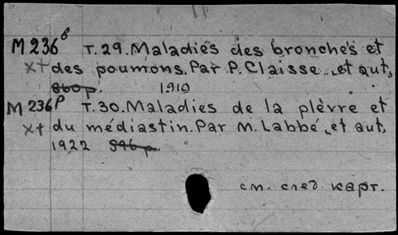 M 236 б т. 29. Maladies des bronches et
x+ des poumons. Par P. Claisse.. et aut.
860 p. 1910
M 236 р т. 30. Maladies de la plèvre et
x+ du médiastin. Par M. Labbé.. et aut.
1922 596 p.
см. след. карт.